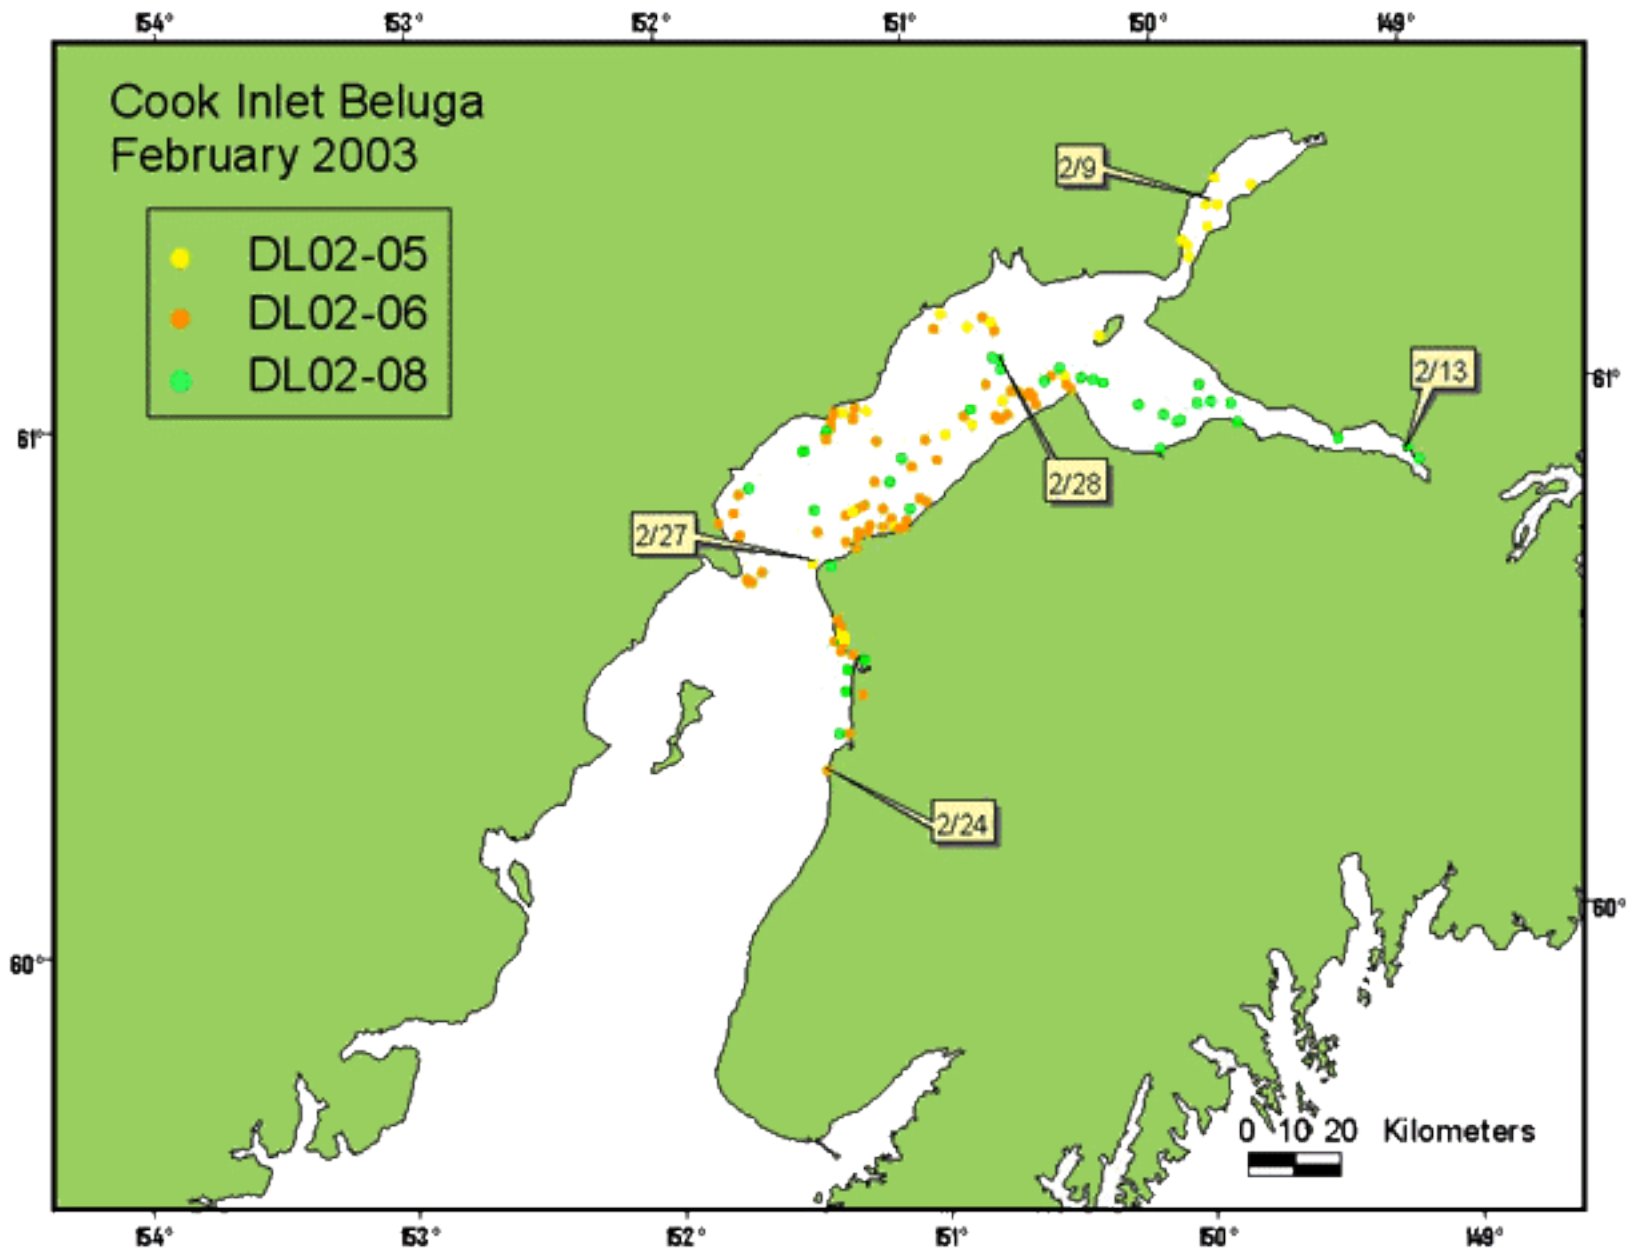 154° 153° 152° 151° 150° 149°
Cook Inlet Beluga
February 2003
DL02-05
DL02-06
DL02-08
2/9
2/13
61°
61°
2/28
2/27
2/24
60°
60°
0 10 20 Kilometers
154° 153° 152° 151° 150° 149°